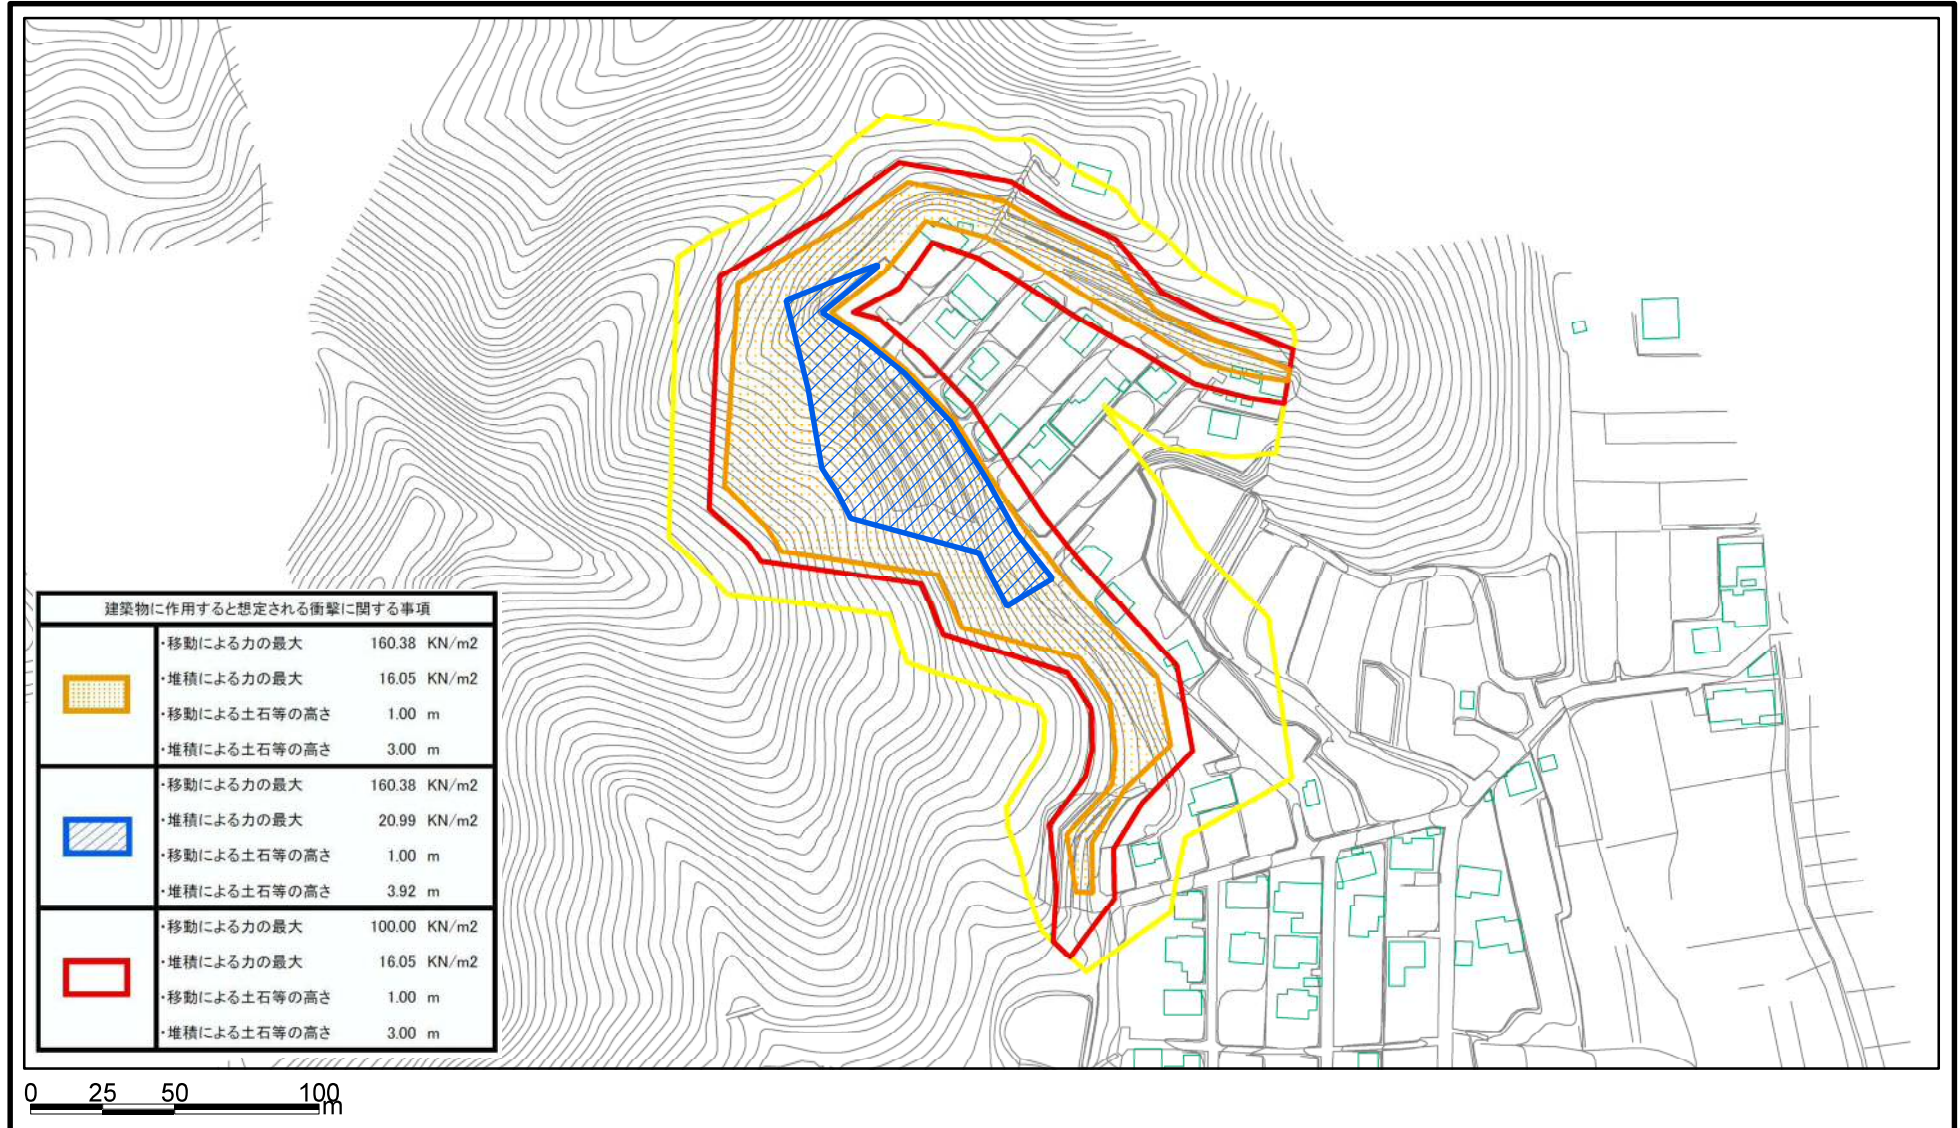 建築物に作用すると想定される衝撃に関する事項
・移動による力の最大 160.38 KN/m2
・堆積による力の最大 16.05 KN/m2
・移動による土石等の高さ 1.00 m
・堆積による土石等の高さ 3.00 m
・移動による力の最大 160.38 KN/m2
・堆積による力の最大 20.99 KN/m2
・移動による土石等の高さ 1.00 m
・堆積による土石等の高さ 3.92 m
・移動による力の最大 100.00 KN/m2
・堆積による力の最大 16.05 KN/m2
・移動による土石等の高さ 1.00 m
・堆積による土石等の高さ 3.00 m
0 25 50 100
m